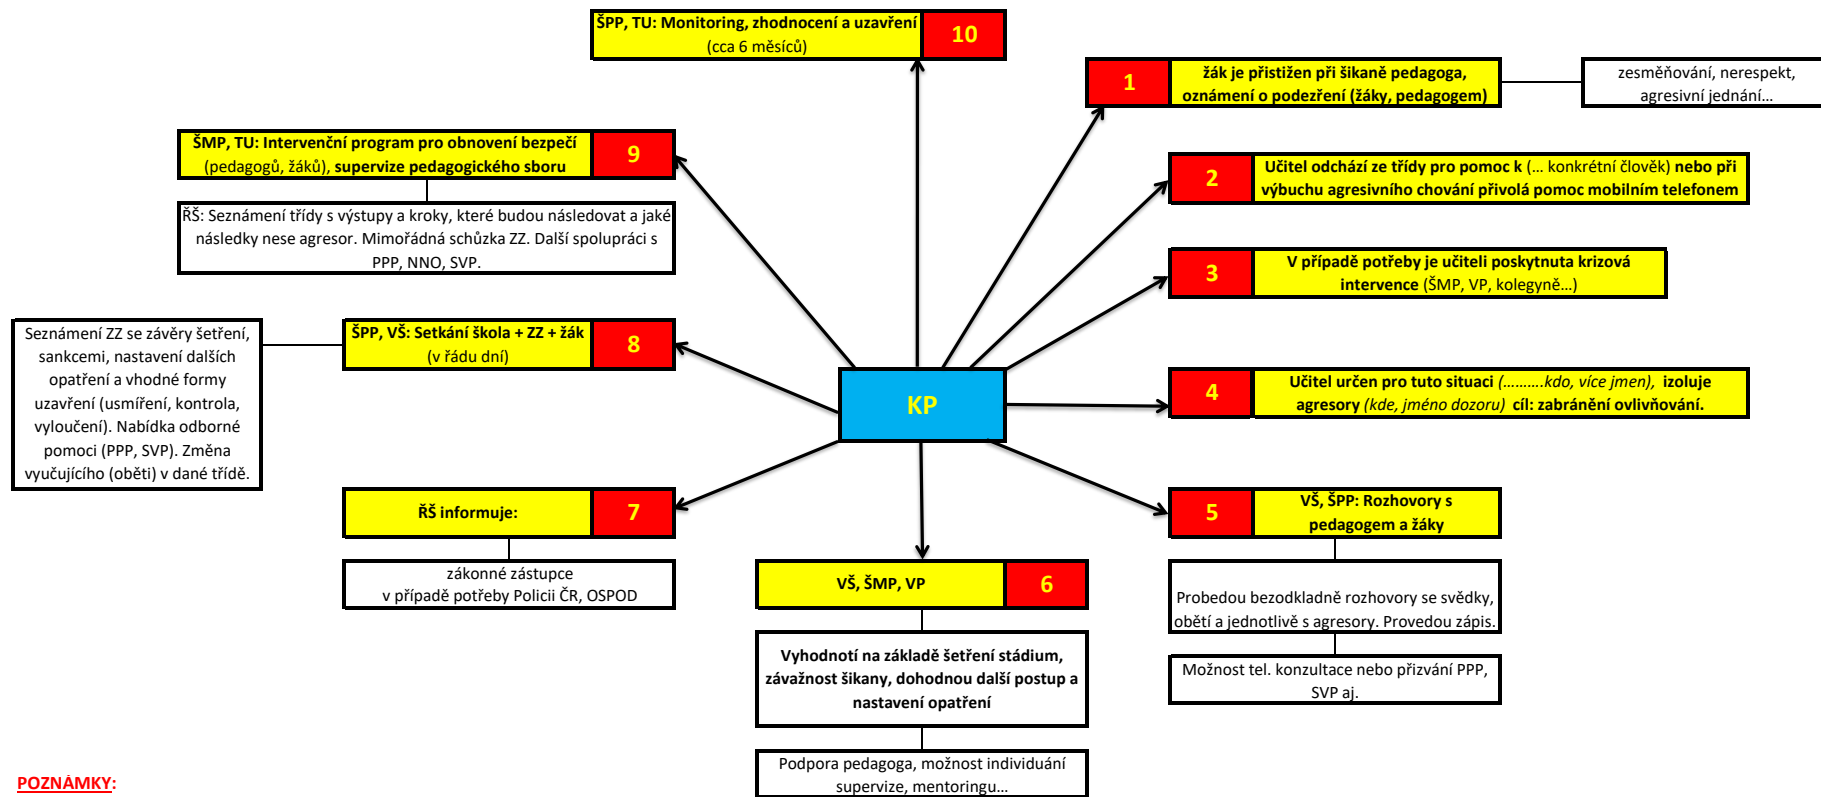 ŠPP, TU: Monitoring, zhodnocení a uzavření
(cca 6 měsíců)
10
1
žák je přistižen při šikaně pedagoga,
oznámení o podezření (žáky, pedagogem)
zesměňování, nerespekt,
agresivní jednání…
ŠMP, TU: Intervenční program pro obnovení bezpečí
(pedagogů, žáků), supervize pedagogického sboru
9
ŘŠ: Seznámení třídy s výstupy a kroky, které budou následovat a jaké
následky nese agresor. Mimořádná schůzka ZZ. Další spolupráci s
PPP, NNO, SVP.
2
Učitel odchází ze třídy pro pomoc k (… konkrétní člověk) nebo při
výbuchu agresivního chování přivolá pomoc mobilním telefonem
3
V případě potřeby je učiteli poskytnuta krizová
intervence (ŠMP, VP, kolegyně…)
Seznámení ZZ se závěry šetření,
sankcemi, nastavení dalších
opatření a vhodné formy
uzavření (usmíření, kontrola,
vyloučení). Nabídka odborné
pomoci (PPP, SVP). Změna
vyučujícího (oběti) v dané třídě.
ŠPP, VŠ: Setkání škola + ZZ + žák
(v řádu dní)
8
KP
4
Učitel určen pro tuto situaci (……….kdo, více jmen), izoluje
agresory (kde, jméno dozoru) cíl: zabránění ovlivňování.
ŘŠ informuje:
7
zákonné zástupce
v případě potřeby Policii ČR, OSPOD
5
VŠ, ŠPP: Rozhovory s
pedagogem a žáky
Probedou bezodkladně rozhovory se svědky,
obětí a jednotlivě s agresory. Provedou zápis.
Možnost tel. konzultace nebo přizvání PPP,
SVP aj.
VŠ, ŠMP, VP
6
Vyhodnotí na základě šetření stádium,
závažnost šikany, dohodnou další postup a
nastavení opatření
Podpora pedagoga, možnost individuání
supervize, mentoringu…
POZNÁMKY: